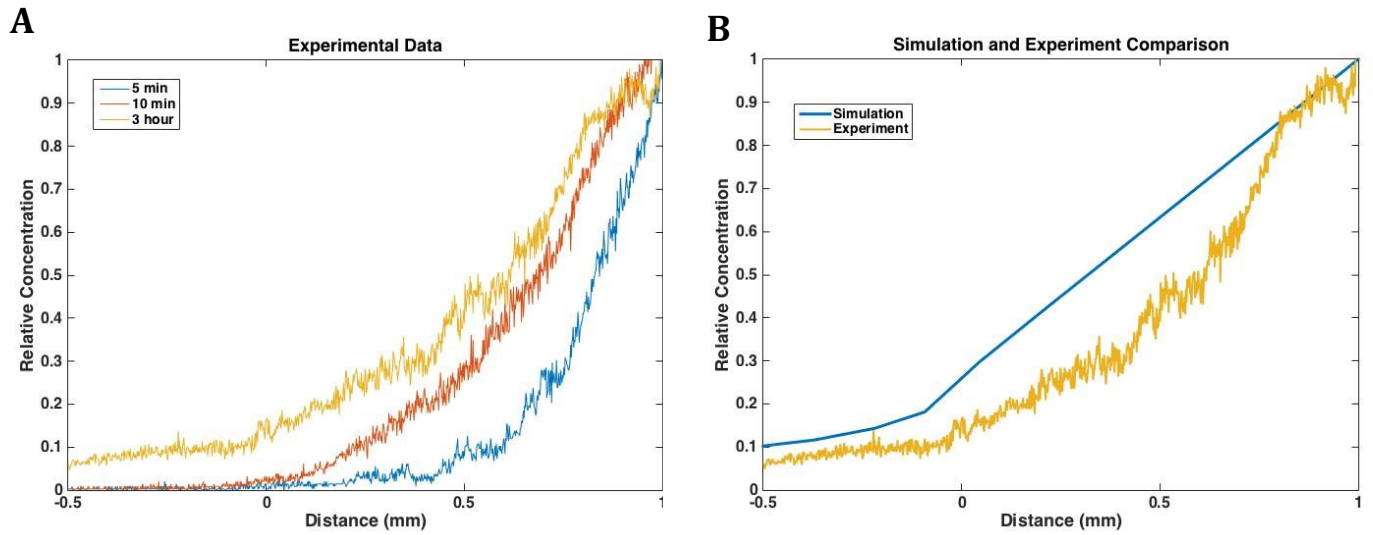 A
Experimental Data
1
0.9
0.8
0.7
0.6
0.5
0.4
0.3
0.2
0.1
0
Relative Concentration
5 min
10 min
3 hour
-0.5
0
0.5
1
Distance (mm)
B
Simulation and Experiment Comparison
1
0.9
0.8
0.7
0.6
0.5
0.4
0.3
0.2
0.1
0
Relative Concentration
Simulation
Experiment
-0.5
0
0.5
1
Distance (mm)